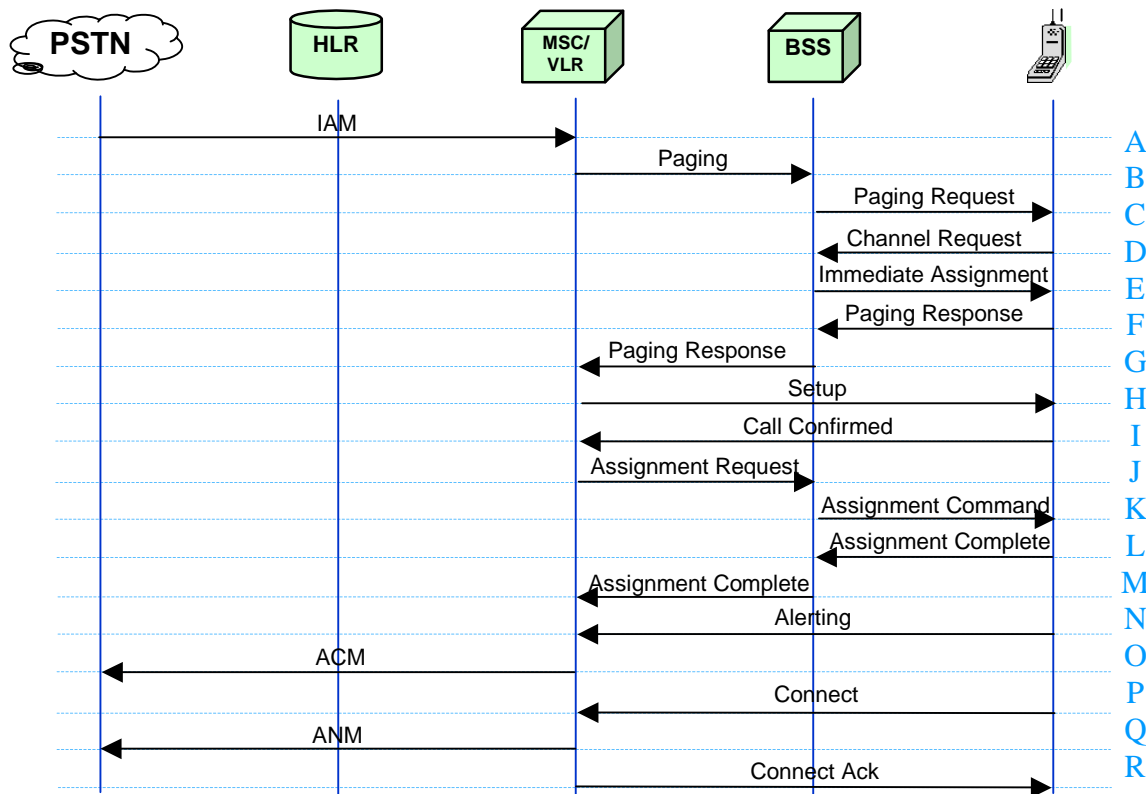 PSTN
HLR
MSC/
VLR
BSS
IAM
A
Paging
B
Paging Request
C
Channel Request
D
Immediate Assignment
E
Paging Response
F
Paging Response
G
Setup
H
Call Confirmed
I
Assignment Request
J
Assignment Command
K
Assignment Complete
L
Assignment Complete
M
Alerting
N
ACM
O
Connect
P
ANM
Q
Connect Ack
R